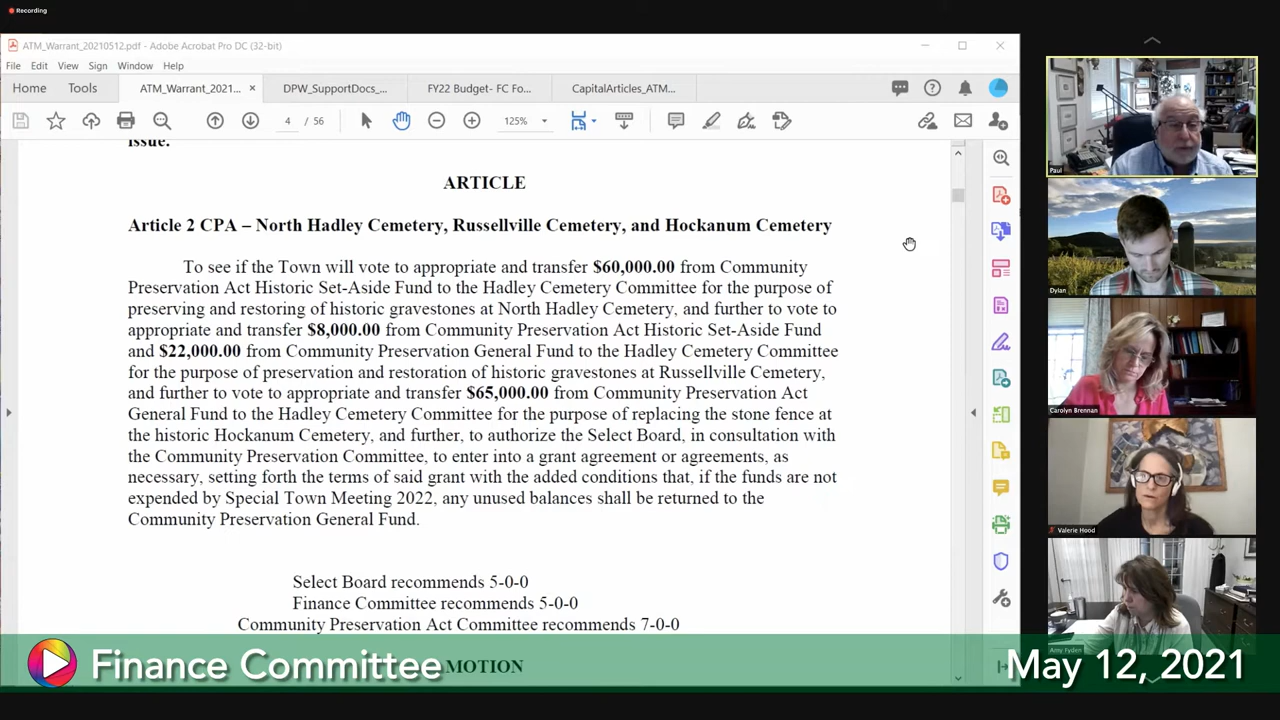 Recording
ATM_Warrant_20210512.pdf - Adobe Acrobat Pro DC (32-bit)
File Edit View Sign Window Help
Home Tools ATM_Warrant_2021... × DPW_SupportDocs_... FY22 Budget- FC Fo... CapitalArticles_ATM...
4 / 56 125%
issue.
ARTICLE
Article 2 CPA – North Hadley Cemetery, Russellville Cemetery, and Hockanum Cemetery
To see if the Town will vote to appropriate and transfer $60,000.00 from Community
Preservation Act Historic Set-Aside Fund to the Hadley Cemetery Committee for the purpose of
preserving and restoring of historic gravestones at North Hadley Cemetery, and further to vote to
appropriate and transfer $8,000.00 from Community Preservation Act Historic Set-Aside Fund
and $22,000.00 from Community Preservation General Fund to the Hadley Cemetery Committee
for the purpose of preservation and restoration of historic gravestones at Russellville Cemetery,
and further to vote to appropriate and transfer $65,000.00 from Community Preservation Act
General Fund to the Hadley Cemetery Committee for the purpose of replacing the stone fence at
the historic Hockanum Cemetery, and further, to authorize the Select Board, in consultation with
the Community Preservation Committee, to enter into a grant agreement or agreements, as
necessary, setting forth the terms of said grant with the added conditions that, if the funds are not
expended by Special Town Meeting 2022, any unused balances shall be returned to the
Community Preservation General Fund.
Select Board recommends 5-0-0
Finance Committee recommends 5-0-0
Community Preservation Act Committee recommends 7-0-0
MOTION
Paul
Dylan
Carolyn Brennan
Valerie Hood
Amy Fyden
Finance Committee
May 12, 2021